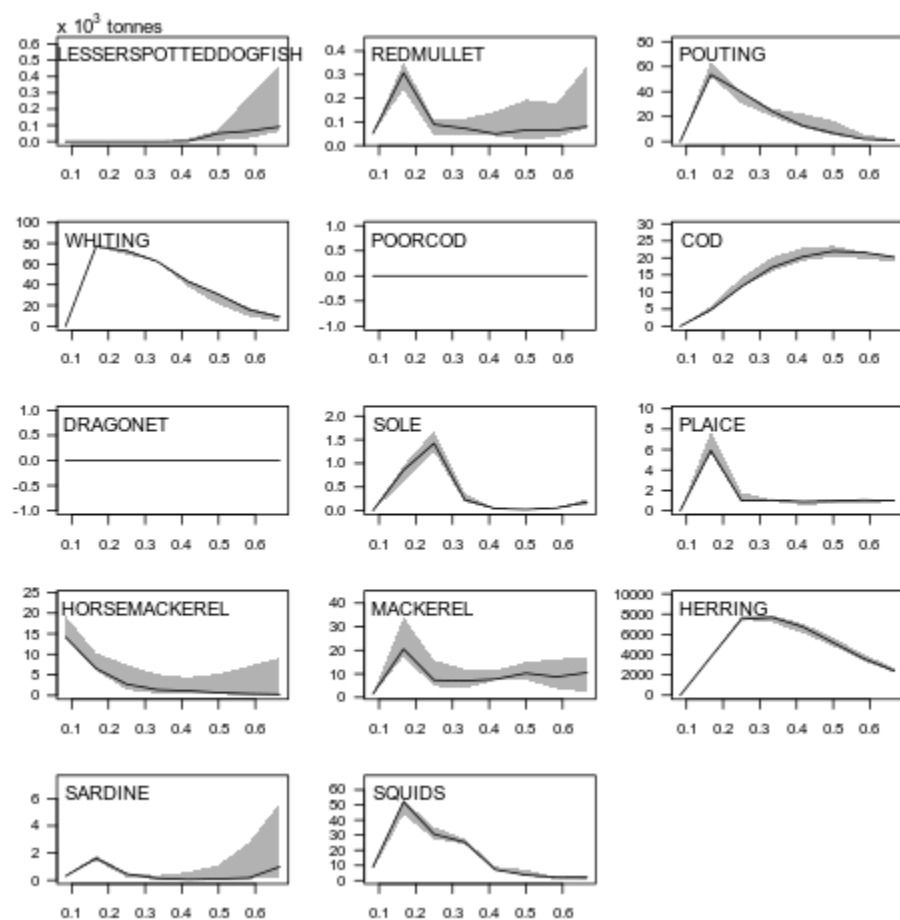 x 10³ tonnes
LESSERSPOTTEDDOGFISH
0.6
0.5
0.4
0.3
0.2
0.1
0.0
0.1 0.2 0.3 0.4 0.5 0.6
REDMULLET
0.4
0.3
0.2
0.1
0.0
0.1 0.2 0.3 0.4 0.5 0.6
POUTING
80
60
40
20
0
0.1 0.2 0.3 0.4 0.5 0.6
WHITING
100
80
60
40
20
0
0.1 0.2 0.3 0.4 0.5 0.6
POORCOD
1.0
0.5
0.0
-0.5
-1.0
0.1 0.2 0.3 0.4 0.5 0.6
COD
30
25
20
15
10
5
0
0.1 0.2 0.3 0.4 0.5 0.6
DRAGONET
1.0
0.5
0.0
-0.5
-1.0
0.1 0.2 0.3 0.4 0.5 0.6
SOLE
2.0
1.5
1.0
0.5
0.0
0.1 0.2 0.3 0.4 0.5 0.6
PLAICE
10
8
6
4
2
0
0.1 0.2 0.3 0.4 0.5 0.6
HORSEMACKEREL
25
20
15
10
5
0
0.1 0.2 0.3 0.4 0.5 0.6
MACKEREL
40
30
20
10
0
0.1 0.2 0.3 0.4 0.5 0.6
HERRING
10000
8000
6000
4000
2000
0
0.1 0.2 0.3 0.4 0.5 0.6
SARDINE
6
4
2
0
0.1 0.2 0.3 0.4 0.5 0.6
SQUIDS
60
50
40
30
20
10
0
0.1 0.2 0.3 0.4 0.5 0.6